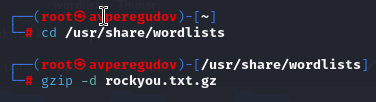 ┌──(root㉿avperegudov)-[~]
└─# cd /usr/share/wordlists
┌──(root㉿avperegudov)-[/usr/share/wordlists]
└─# gzip -d rockyou.txt.gz